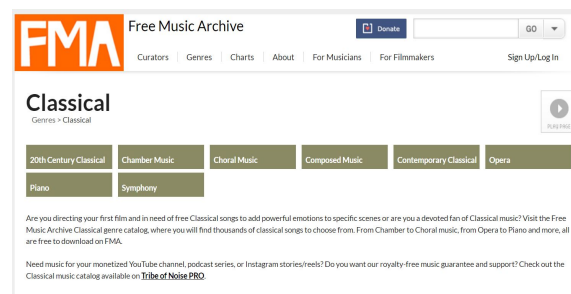 FMA
Free Music Archive
Donate
GO
Curators Genres Charts About For Musicians For Filmmakers Sign Up/Log In
Classical
Genres > Classical
PLAY PAGE
20th Century Classical Chamber Music Choral Music Composed Music Contemporary Classical Opera
Piano Symphony
Are you directing your first film and in need of free Classical songs to add powerful emotions to specific scenes or are you a devoted fan of Classical music? Visit the Free
Music Archive Classical genre catalog, where you will find thousands of classical songs to choose from. From Chamber to Choral music, from Opera to Piano and more, all
are free to download on FMA.
Need music for your monetized YouTube channel, podcast series, or Instagram stories/reels? Do you want our royalty-free music guarantee and support? Check out the
Classical music catalog available on Tribe of Noise PRO.